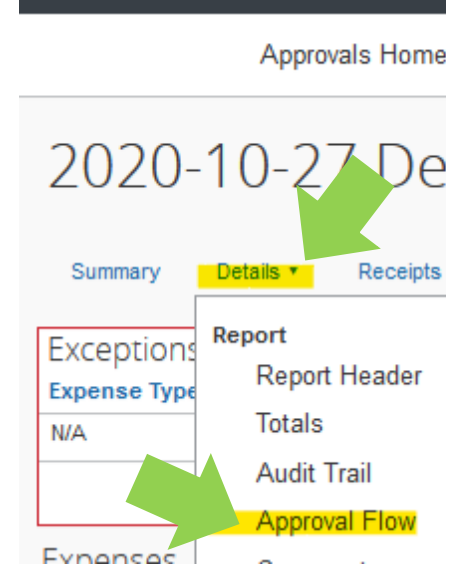 Approvals Home
2020-10-27 De
Summary Details ▾ Receipts
Exceptions
Expense Type
N/A
Report
Report Header
Totals
Audit Trail
Approval Flow
Expenses